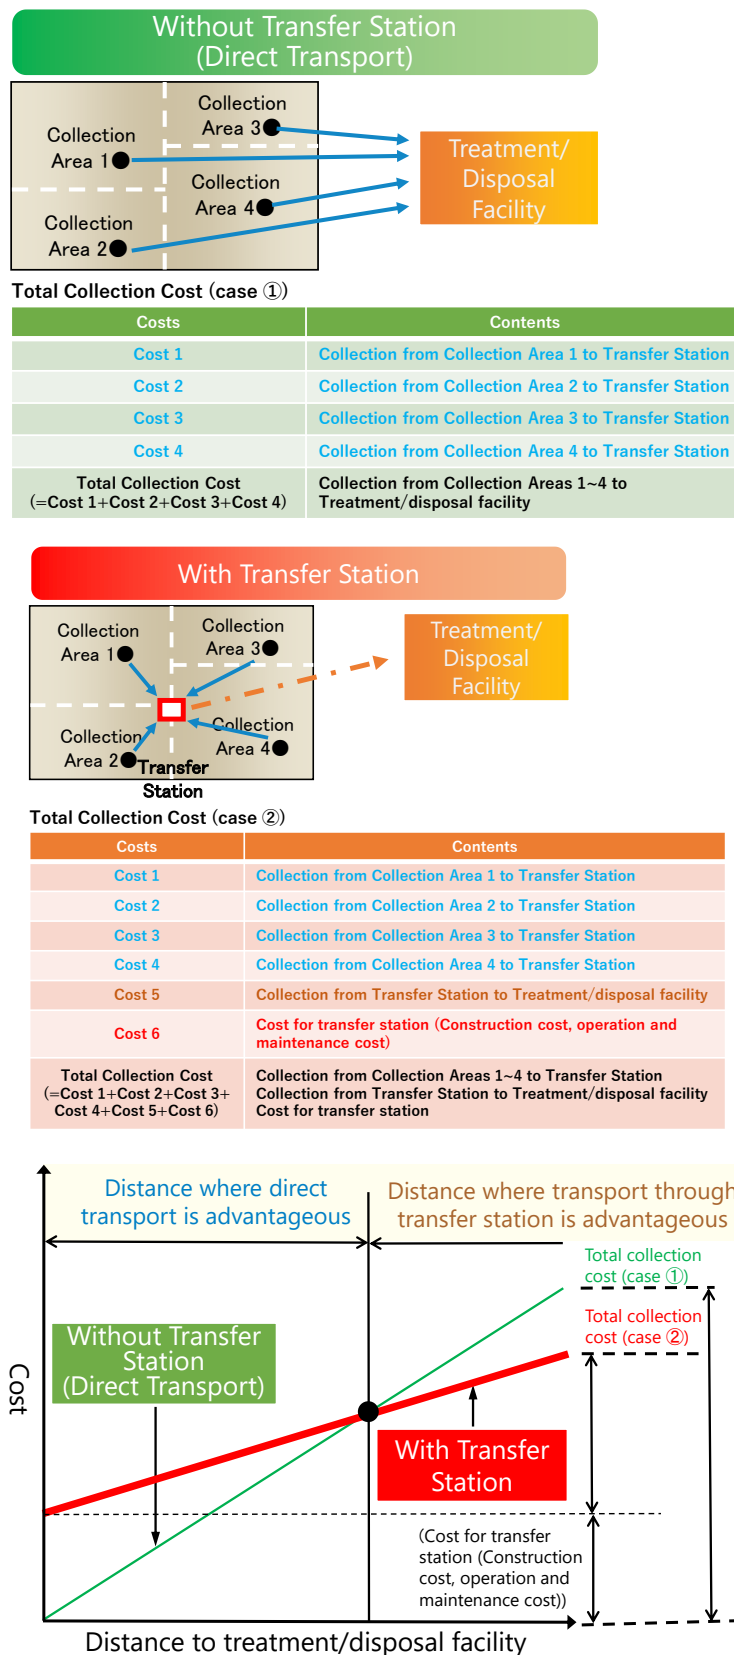 Without Transfer Station
(Direct Transport)
Collection
Area 3
Collection
Area 1
Collection
Area 4
Collection
Area 2
Treatment/
Disposal
Facility
Total Collection Cost (case ①)
Costs Contents
Cost 1 Collection from Collection Area 1 to Transfer Station
Cost 2 Collection from Collection Area 2 to Transfer Station
Cost 3 Collection from Collection Area 3 to Transfer Station
Cost 4 Collection from Collection Area 4 to Transfer Station
Total Collection Cost
(=Cost 1+Cost 2+Cost 3+Cost 4)
Collection from Collection Areas 1~4 to
Treatment/disposal facility
With Transfer Station
Collection
Area 1
Collection
Area 3
Collection
Area 2
Collection
Area 4
Transfer
Station
Treatment/
Disposal
Facility
Total Collection Cost (case ②)
Costs Contents
Cost 1 Collection from Collection Area 1 to Transfer Station
Cost 2 Collection from Collection Area 2 to Transfer Station
Cost 3 Collection from Collection Area 3 to Transfer Station
Cost 4 Collection from Collection Area 4 to Transfer Station
Cost 5 Collection from Transfer Station to Treatment/disposal facility
Cost 6
Cost for transfer station (Construction cost, operation and
maintenance cost)
Total Collection Cost
(=Cost 1+Cost 2+Cost 3+
Cost 4+Cost 5+Cost 6)
Collection from Collection Areas 1~4 to Transfer Station
Collection from Transfer Station to Treatment/disposal facility
Cost for transfer station
Distance where direct
transport is advantageous
Distance where transport through
transfer station is advantageous
Total collection
cost (case ①)
Total collection
cost (case ②)
Without Transfer
Station
(Direct Transport)
Cost
With Transfer
Station
(Cost for transfer
station (Construction
cost, operation and
maintenance cost))
Distance to treatment/disposal facility